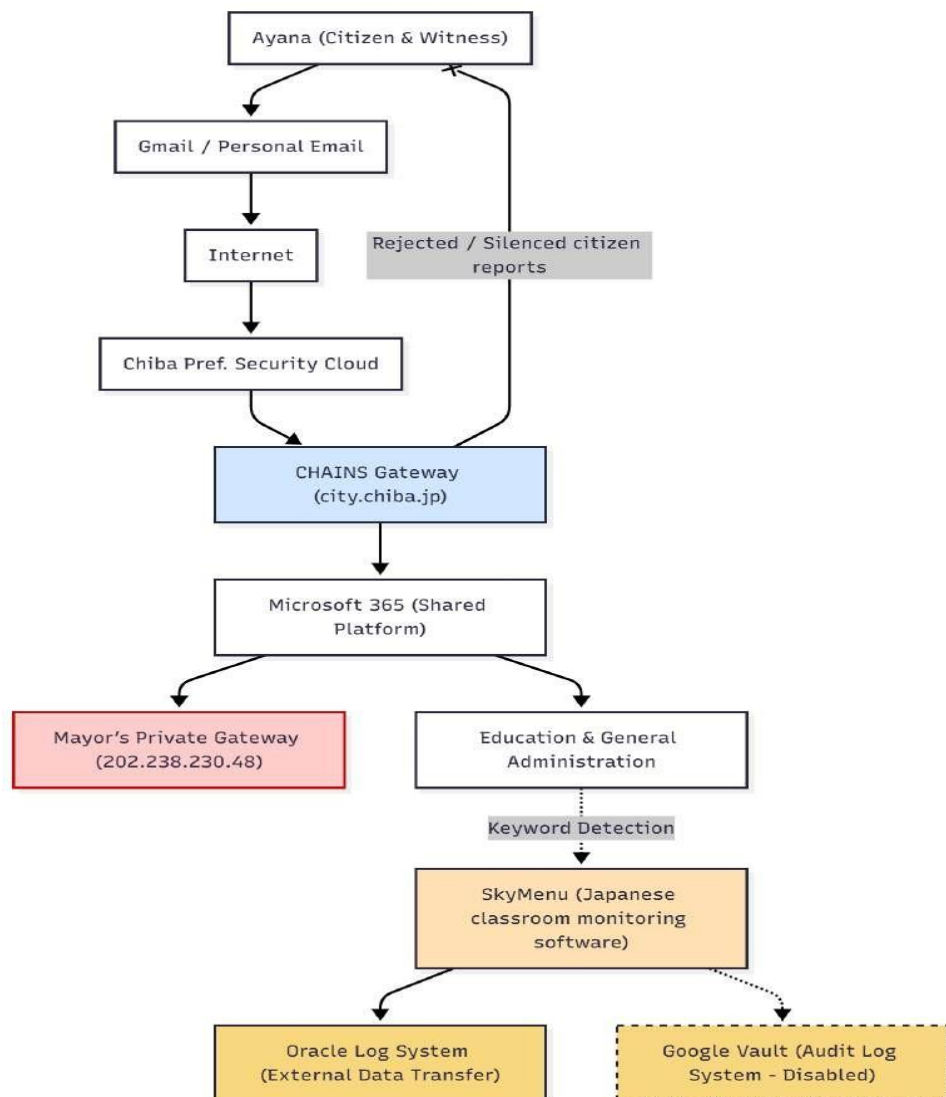 Ayana (Citizen & Witness)
Gmail / Personal Email
Internet
Rejected / Silenced citizen
reports
Chiba Pref. Security Cloud
CHAINS Gateway
(city.chiba.jp)
Microsoft 365 (Shared
Platform)
Mayor's Private Gateway
(202.238.230.48)
Education & General
Administration
Keyword Detection
SkyMenu (Japanese
classroom monitoring
software)
Oracle Log System
(External Data Transfer)
Google Vault (Audit Log
System - Disabled)